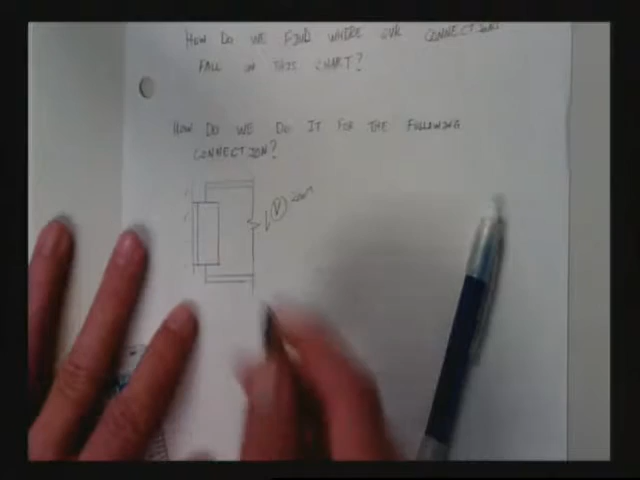 HOW DO WE FIND WHERE OUR CONNECTIONS
FALL ON THIS CHART?
HOW DO WE DO IT FOR THE FOLLOWING
CONNECTION?
V